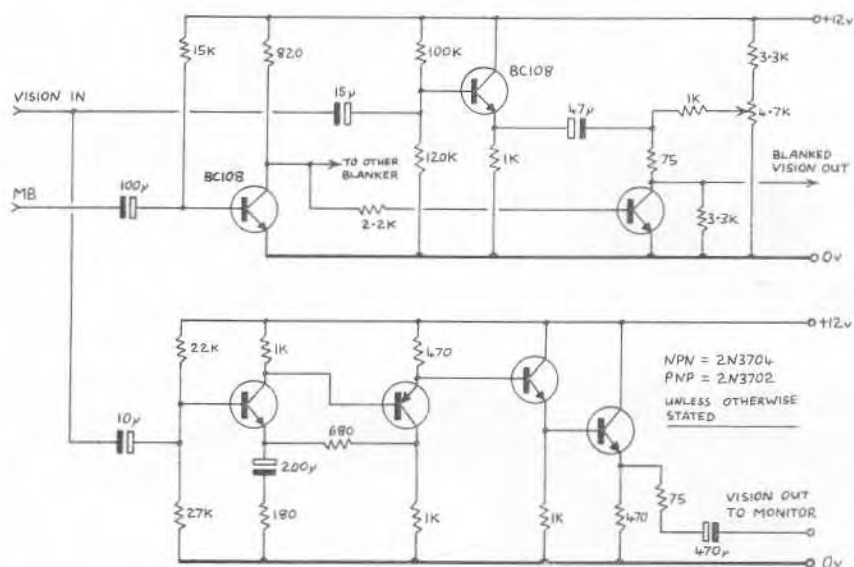 +12v
15K
820
100K
BC108
3·3K
VISION IN
15µ
47µ
1K
4·7K
TO OTHER
BLANKER
120K
1K
75
BLANKED
VISION OUT
BC108
MB
100µ
2·2K
3·3K
0v
+12v
22K
1K
470
NPN = 2N3704
PNP = 2N3702
UNLESS OTHERWISE
STATED
10µ
680
200µ
27K
180
1K
1K
470
75
VISION OUT
TO MONITOR
470µ
0v